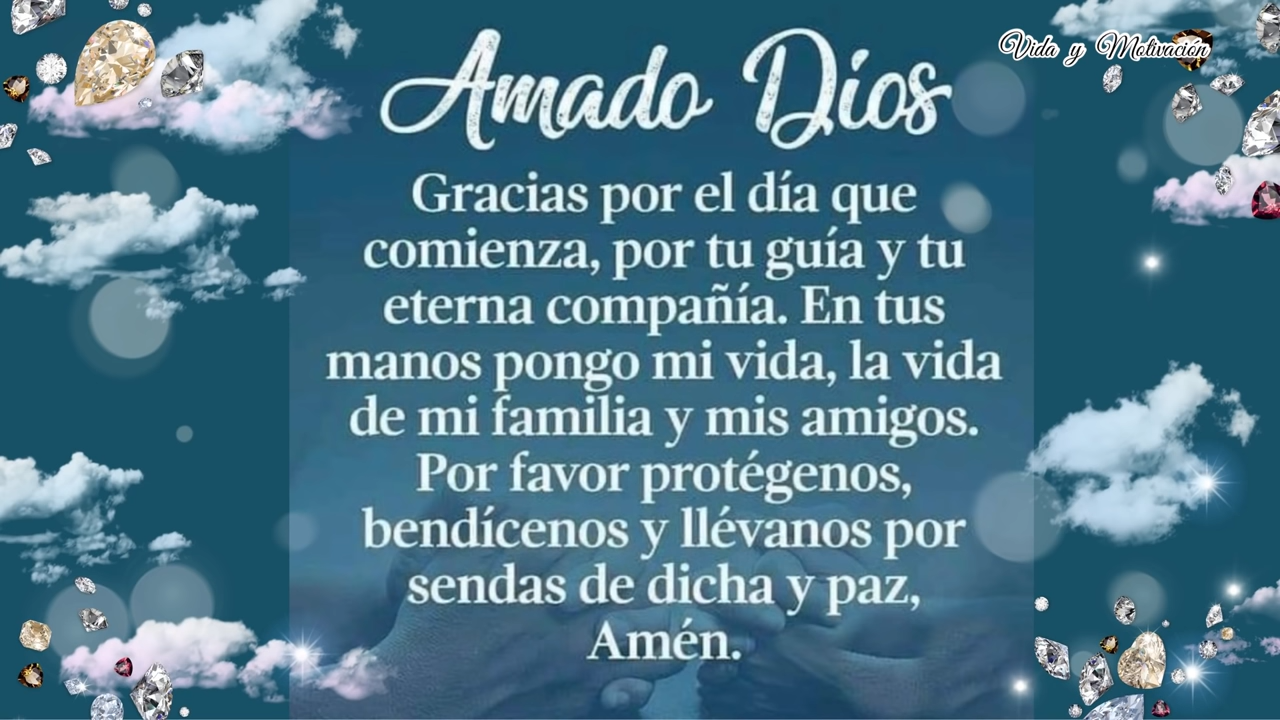 Vida y Motivación
Amado Dios
Gracias por el día que
comienza, por tu guía y tu
eterna compañía. En tus
manos pongo mi vida, la vida
de mi familia y mis amigos.
Por favor protégenos,
bendícenos y llévanos por
sendas de dicha y paz,
Amén.